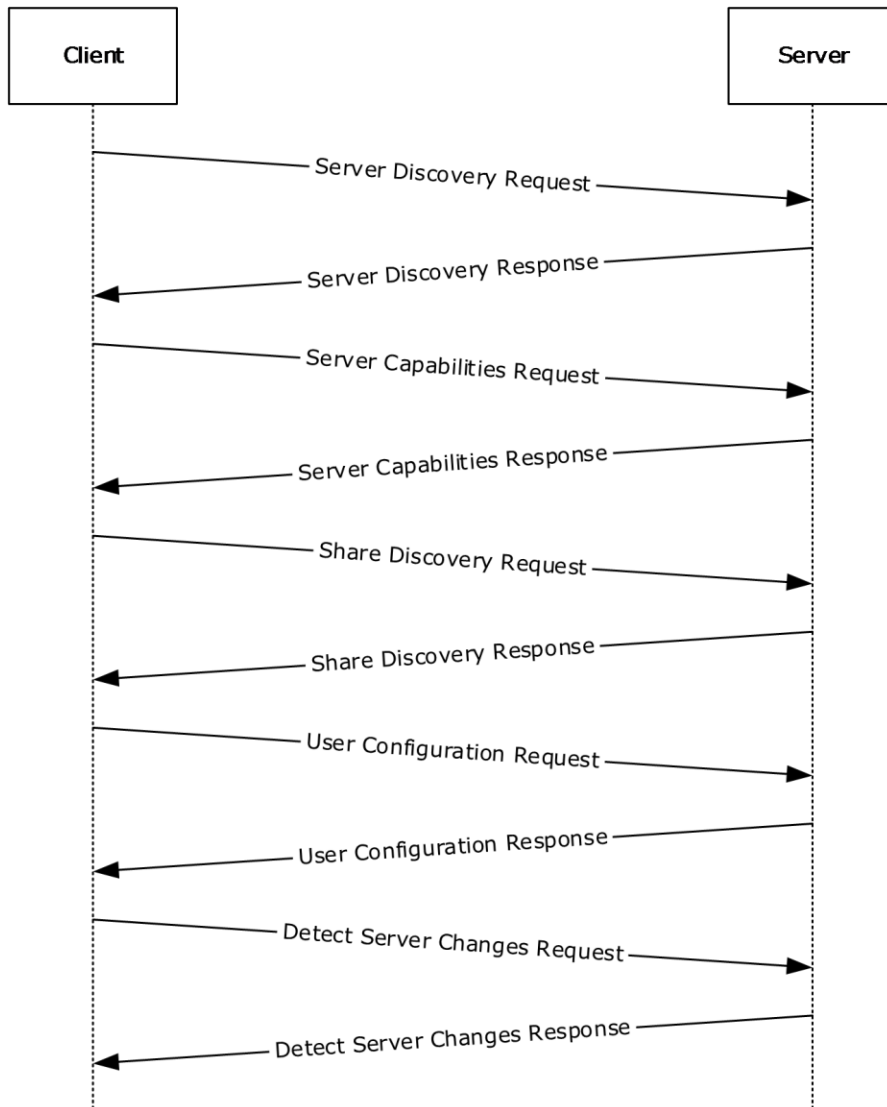 Client
Server
Server Discovery Request
Server Discovery Response
Server Capabilities Request
Server Capabilities Response
Share Discovery Request
Share Discovery Response
User Configuration Request
User Configuration Response
Detect Server Changes Request
Detect Server Changes Response